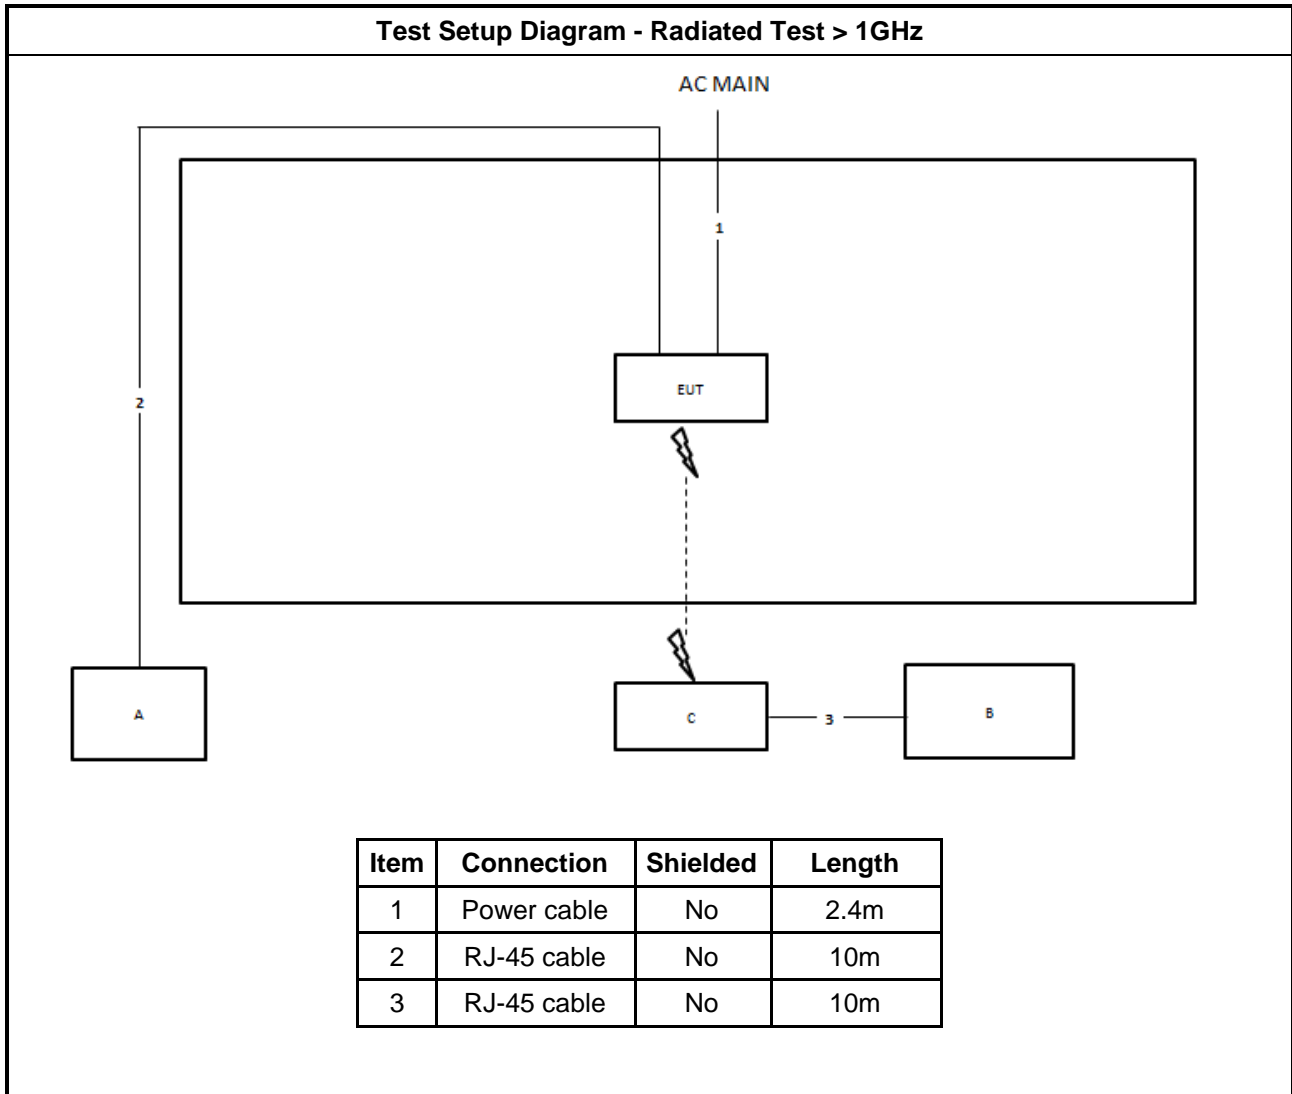 Test Setup Diagram - Radiated Test > 1GHz
AC MAIN
1
2
EUT
A
C
3
B
Item Connection Shielded Length
1 Power cable No 2.4m
2 RJ-45 cable No 10m
3 RJ-45 cable No 10m